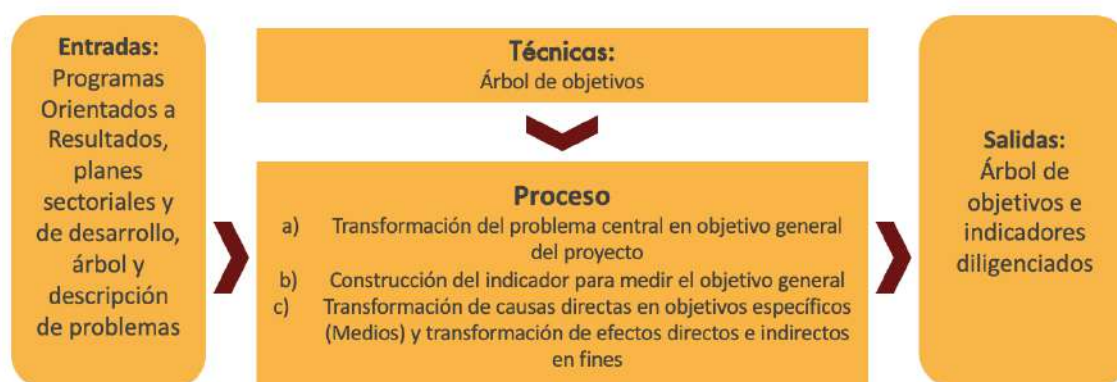 Entradas:
Programas
Orientados a
Resultados,
planes
sectoriales y
de desarrollo,
árbol y
descripción
de problemas
Técnicas:
Árbol de objetivos
Proceso
a) Transformación del problema central en objetivo general
del proyecto
b) Construcción del indicador para medir el objetivo general
c) Transformación de causas directas en objetivos específicos
(Medios) y transformación de efectos directos e indirectos
en fines
Salidas:
Árbol de
objetivos e
indicadores
diligenciados